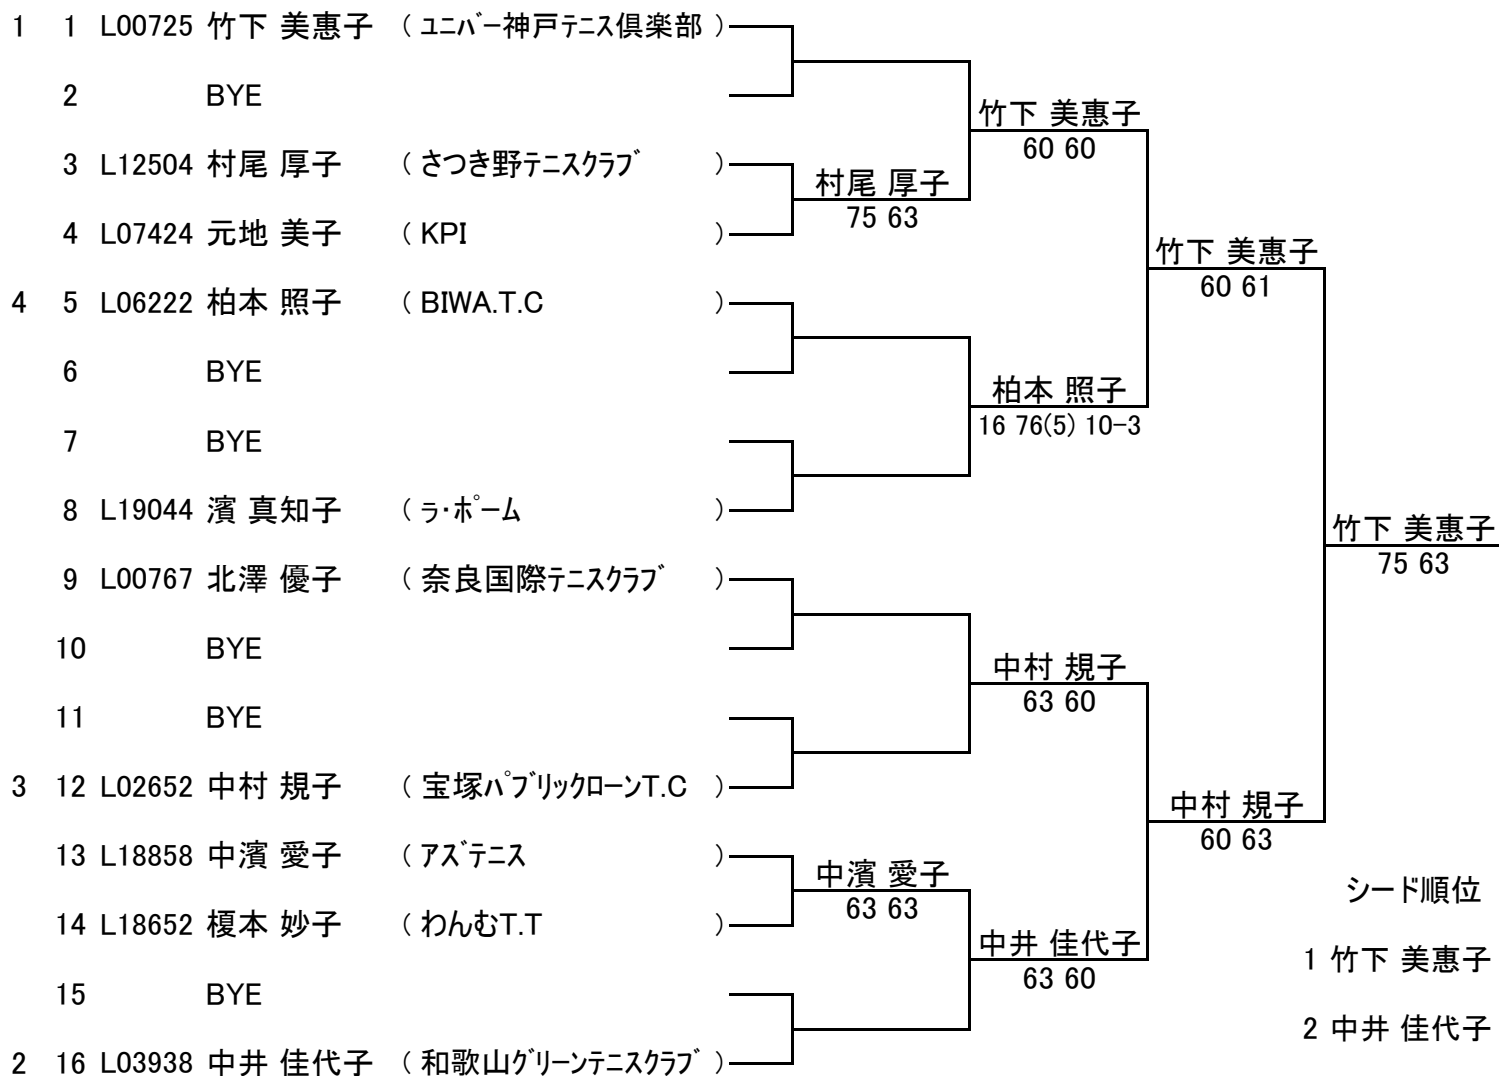 1 1 L00725 竹下 美惠子 ( ﾕﾆﾊﾞｰ神戸ﾃﾆｽ倶楽部 )
2 BYE
竹下 美惠子
60 60
3 L12504 村尾 厚子 ( さつき野ﾃﾆｽｸﾗﾌﾞ )
村尾 厚子
75 63
4 L07424 元地 美子 ( KPI )
竹下 美惠子
60 61
4 5 L06222 柏本 照子 ( BIWA.T.C )
6 BYE
柏本 照子
16 76(5) 10-3
7 BYE
8 L19044 濱 真知子 ( ﾗ･ﾎﾟｰﾑ )
竹下 美惠子
75 63
9 L00767 北澤 優子 ( 奈良国際ﾃﾆｽｸﾗﾌﾞ )
10 BYE
中村 規子
63 60
11 BYE
3 12 L02652 中村 規子 ( 宝塚ﾊﾟﾌﾞﾘｯｸﾛｰﾝT.C )
中村 規子
60 63
13 L18858 中濱 愛子 ( ｱｽﾞﾃﾆｽ )
中濱 愛子
63 63
シード順位
14 L18652 榎本 妙子 ( わんむT.T )
中井 佳代子
63 60
1 竹下 美惠子
15 BYE
2 中井 佳代子
2 16 L03938 中井 佳代子 ( 和歌山ｸﾞﾘｰﾝﾃﾆｽｸﾗﾌﾞ )